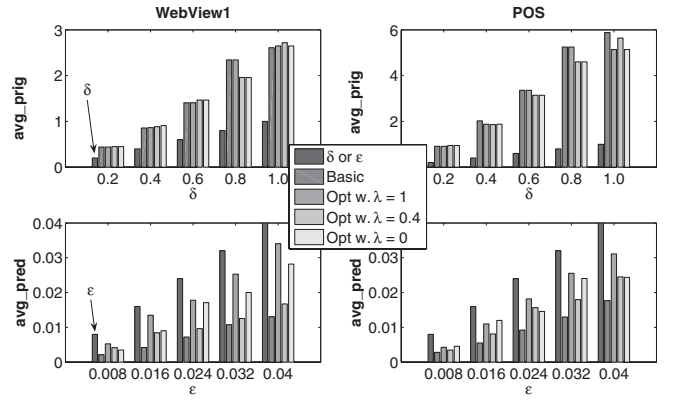 WebView1
POS
avg_prig
3
2
1
0
δ
0.2 0.4 0.6 0.8 1.0
δ
avg_prig
6
4
2
0
0.2 0.4 0.6 0.8 1.0
δ
δ or ε
Basic
Opt w. λ = 1
Opt w. λ = 0.4
Opt w. λ = 0
avg_pred
0.04
0.03
0.02
0.01
0
ε
0.008 0.016 0.024 0.032 0.04
ε
avg_pred
0.04
0.03
0.02
0.01
0
0.008 0.016 0.024 0.032 0.04
ε